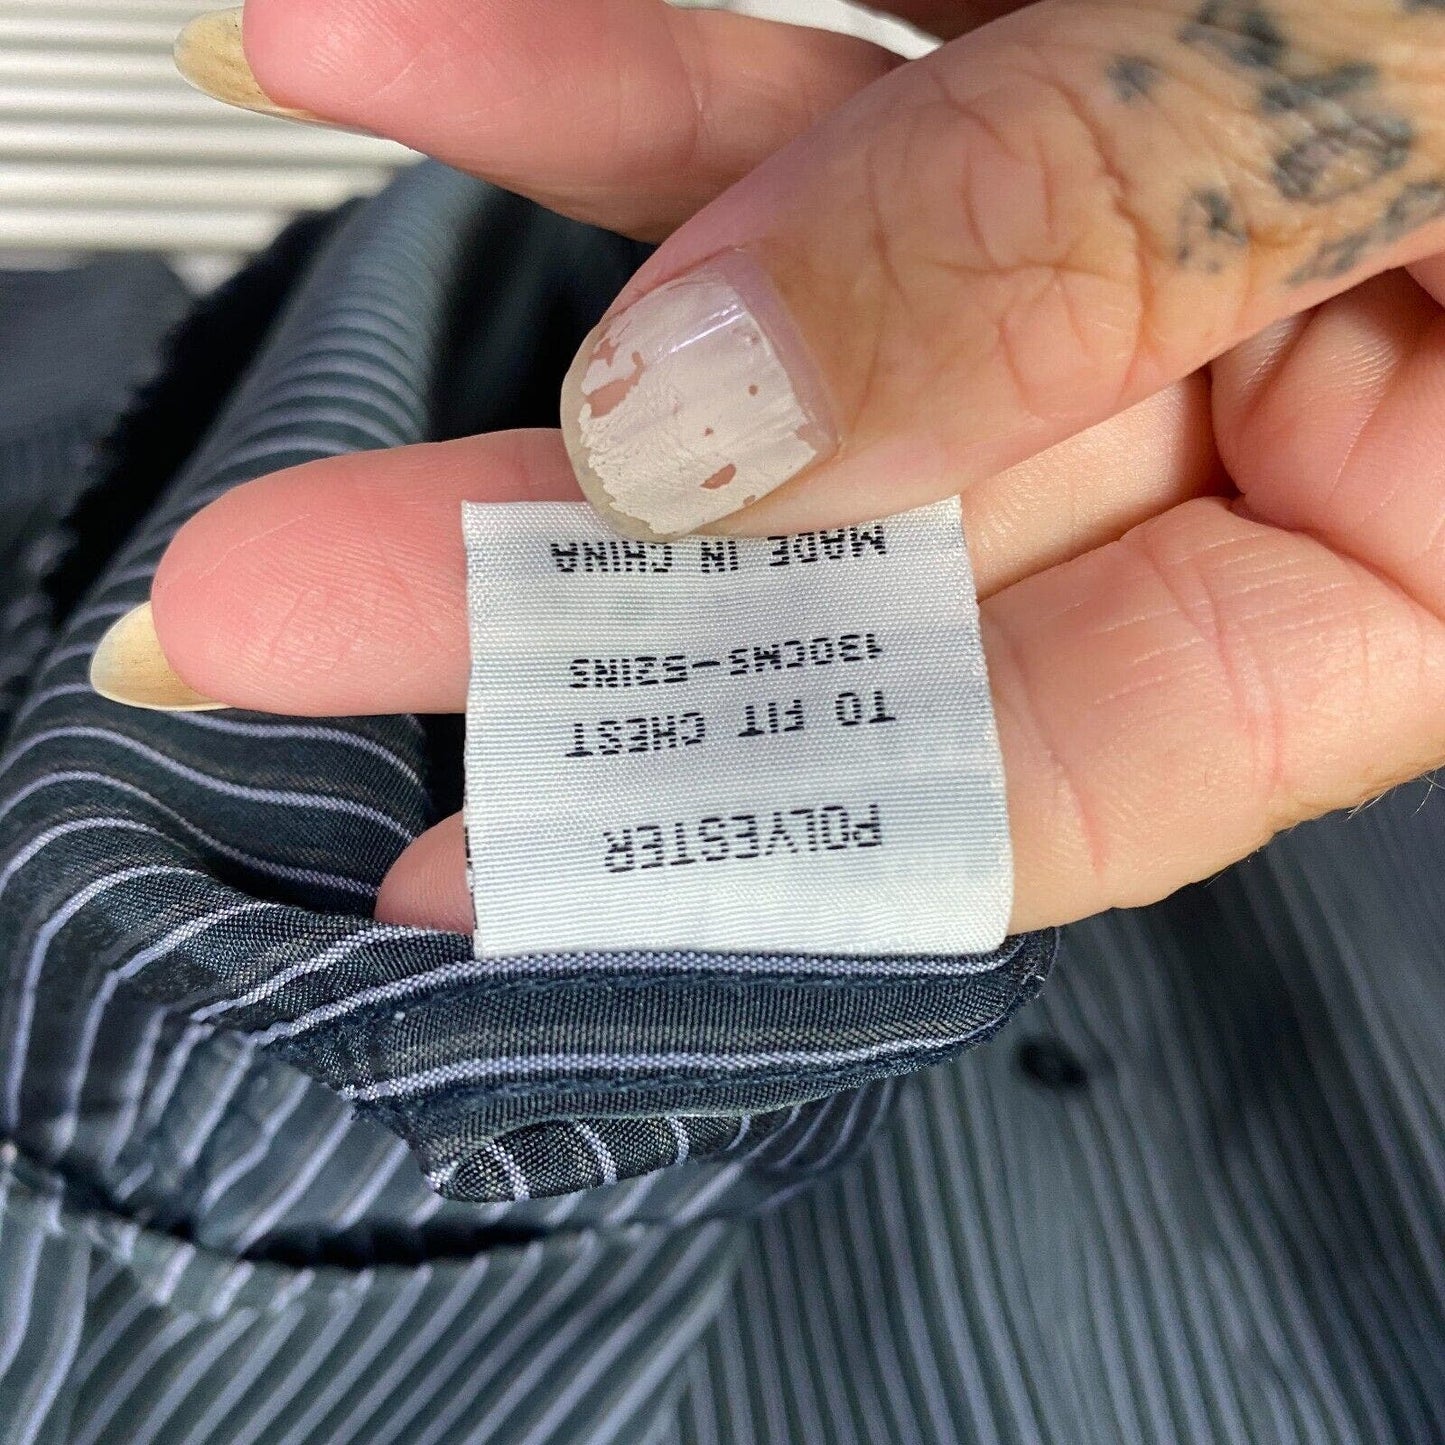 POLYESTER
TO FIT CHEST
130CMS-52INS
MADE IN CHINA